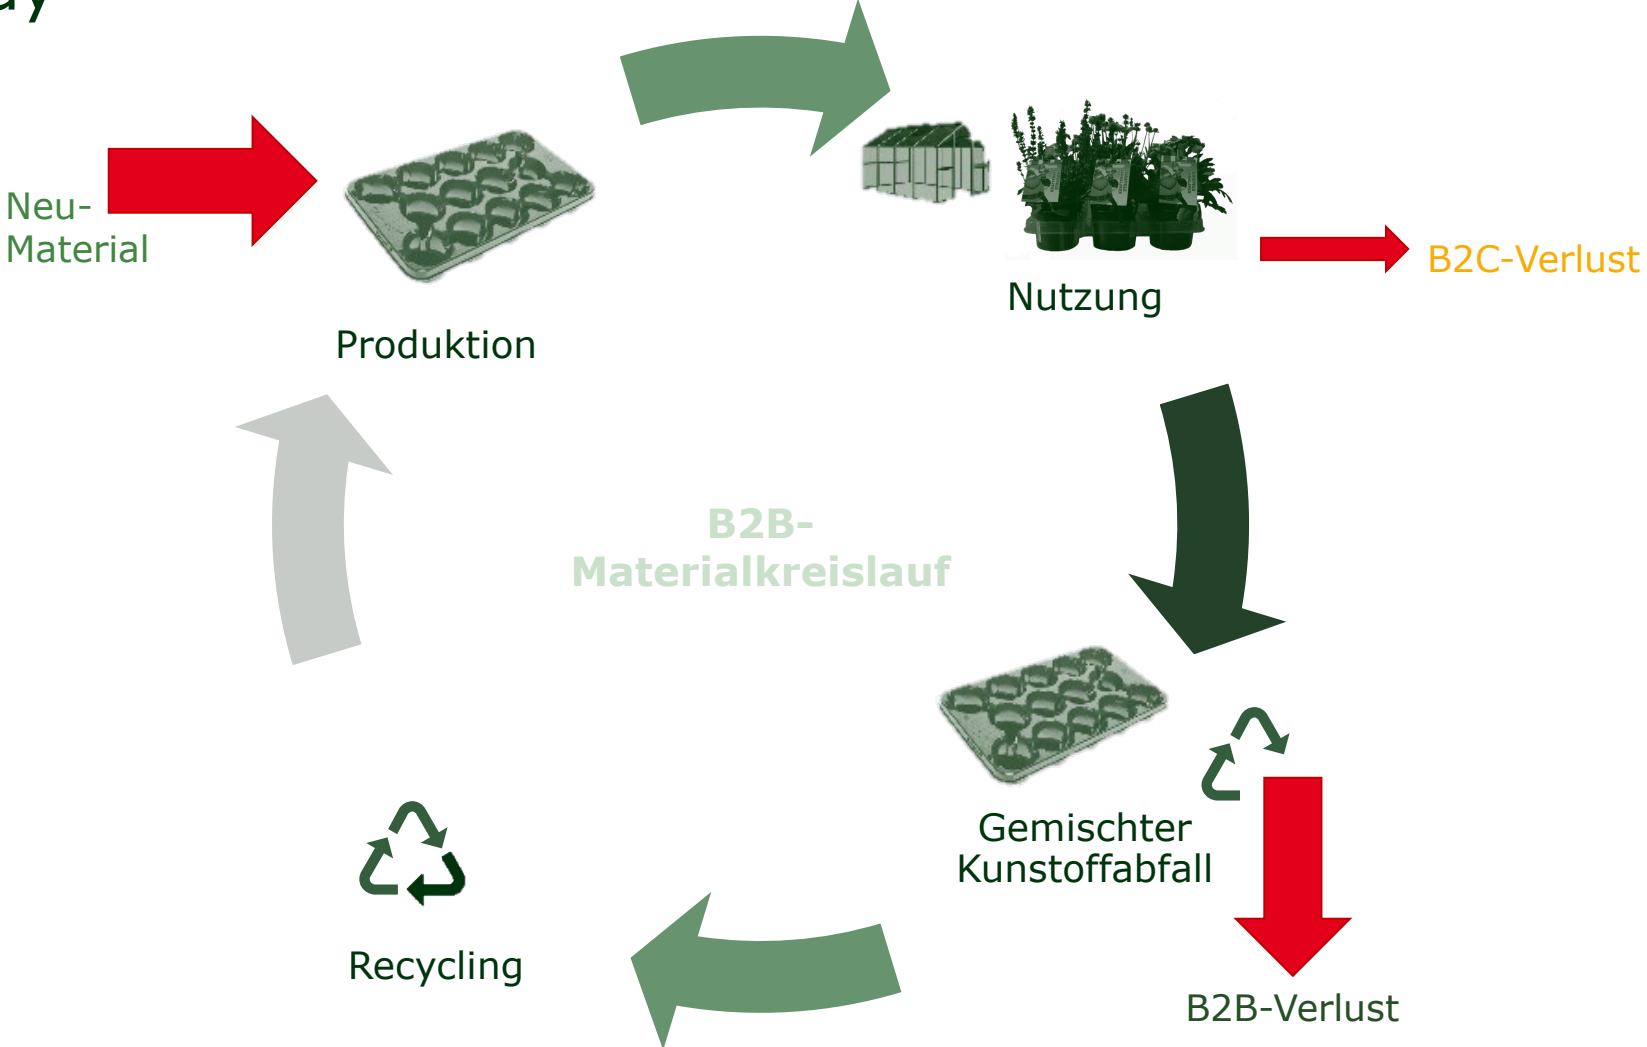 Neu-
Material
Produktion
Nutzung
B2C-Verlust
B2B-
Materialkreislauf
Gemischter
Kunstoffabfall
Recycling
B2B-Verlust